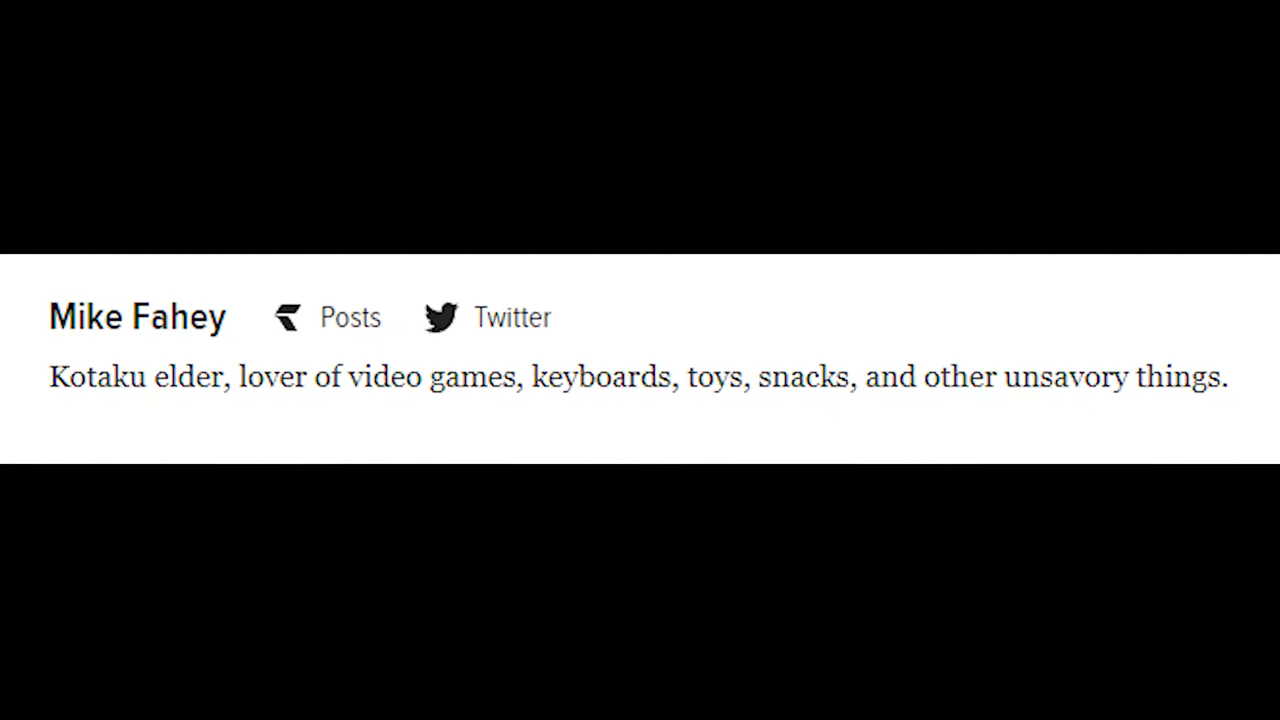 Mike Fahey Posts Twitter
Kotaku elder, lover of video games, keyboards, toys, snacks, and other unsavory things.